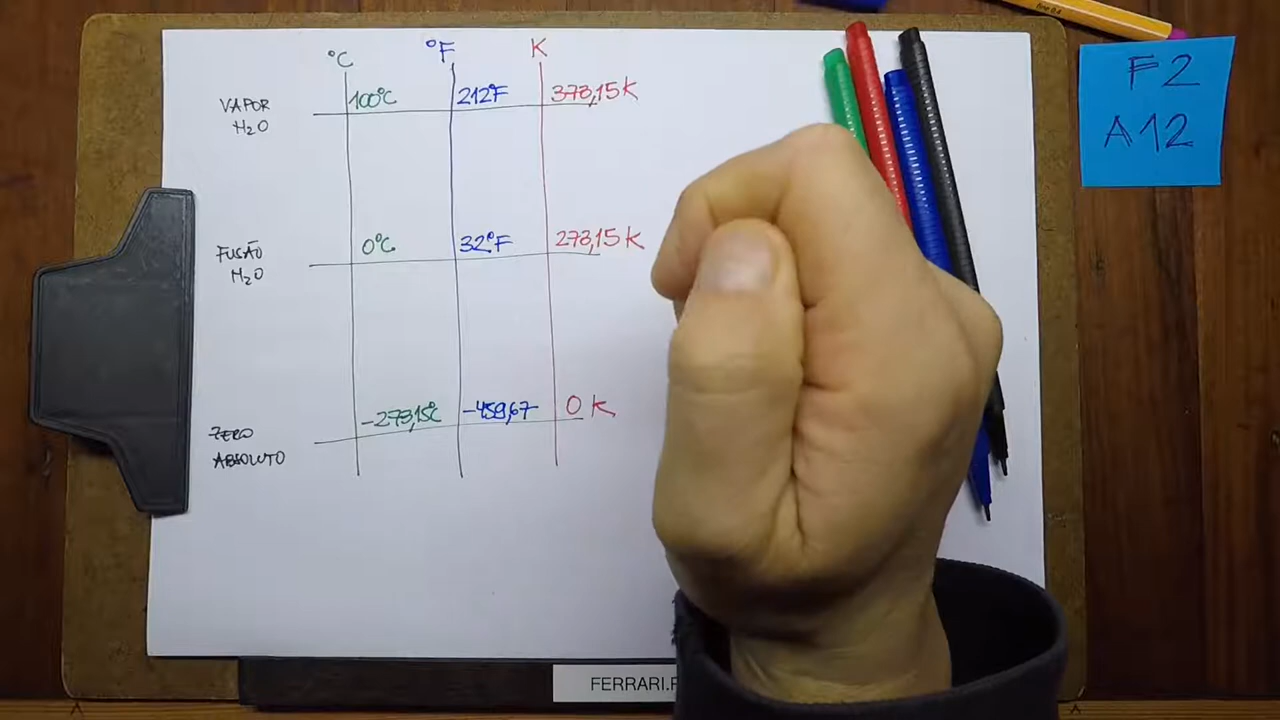 °C °F K
VAPOR 100°C 212°F 373,15 K
H2O
FUSÃO 0°C 32°F 273,15 K
H2O
ZERO -273,15°C -459,67 0 K
ABSOLUTO
F2
A12
FERRARI.